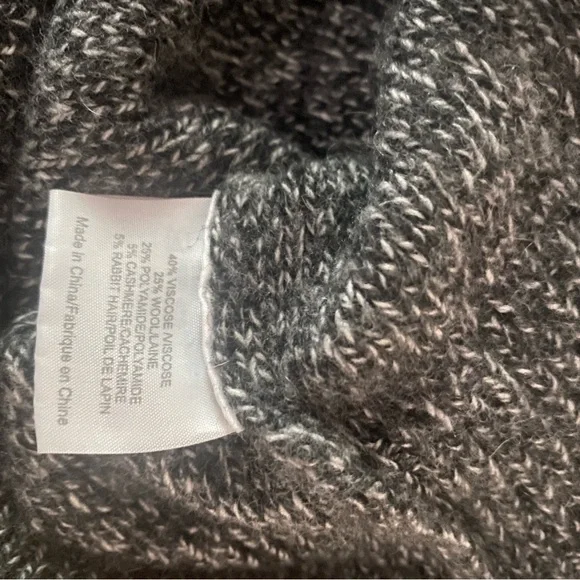 40% VISCOSE /VISCOSE
25% WOOL/LAINE
25% POLYAMIDE/POLYAMIDE
5% CASHMERE/CACHEMIRE
5% RABBIT HAIR/POIL DE LAPIN
Made in China/Fabrique en Chine